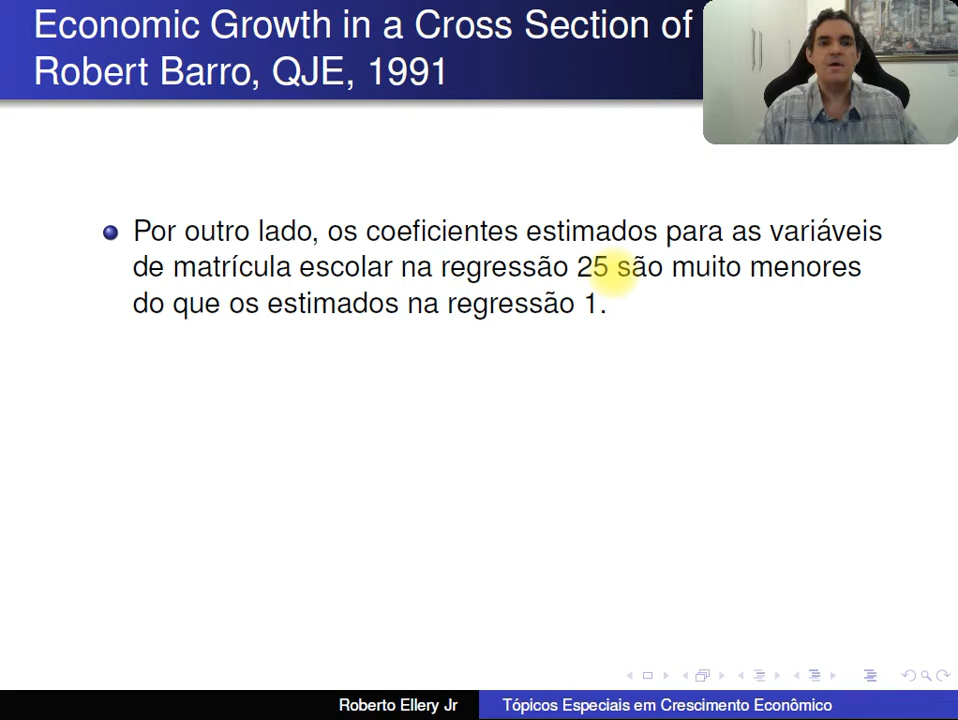 Economic Growth in a Cross Section of
Robert Barro, QJE, 1991
Por outro lado, os coeficientes estimados para as variáveis
de matrícula escolar na regressão 25 são muito menores
do que os estimados na regressão 1.
Roberto Ellery Jr
Tópicos Especiais em Crescimento Econômico